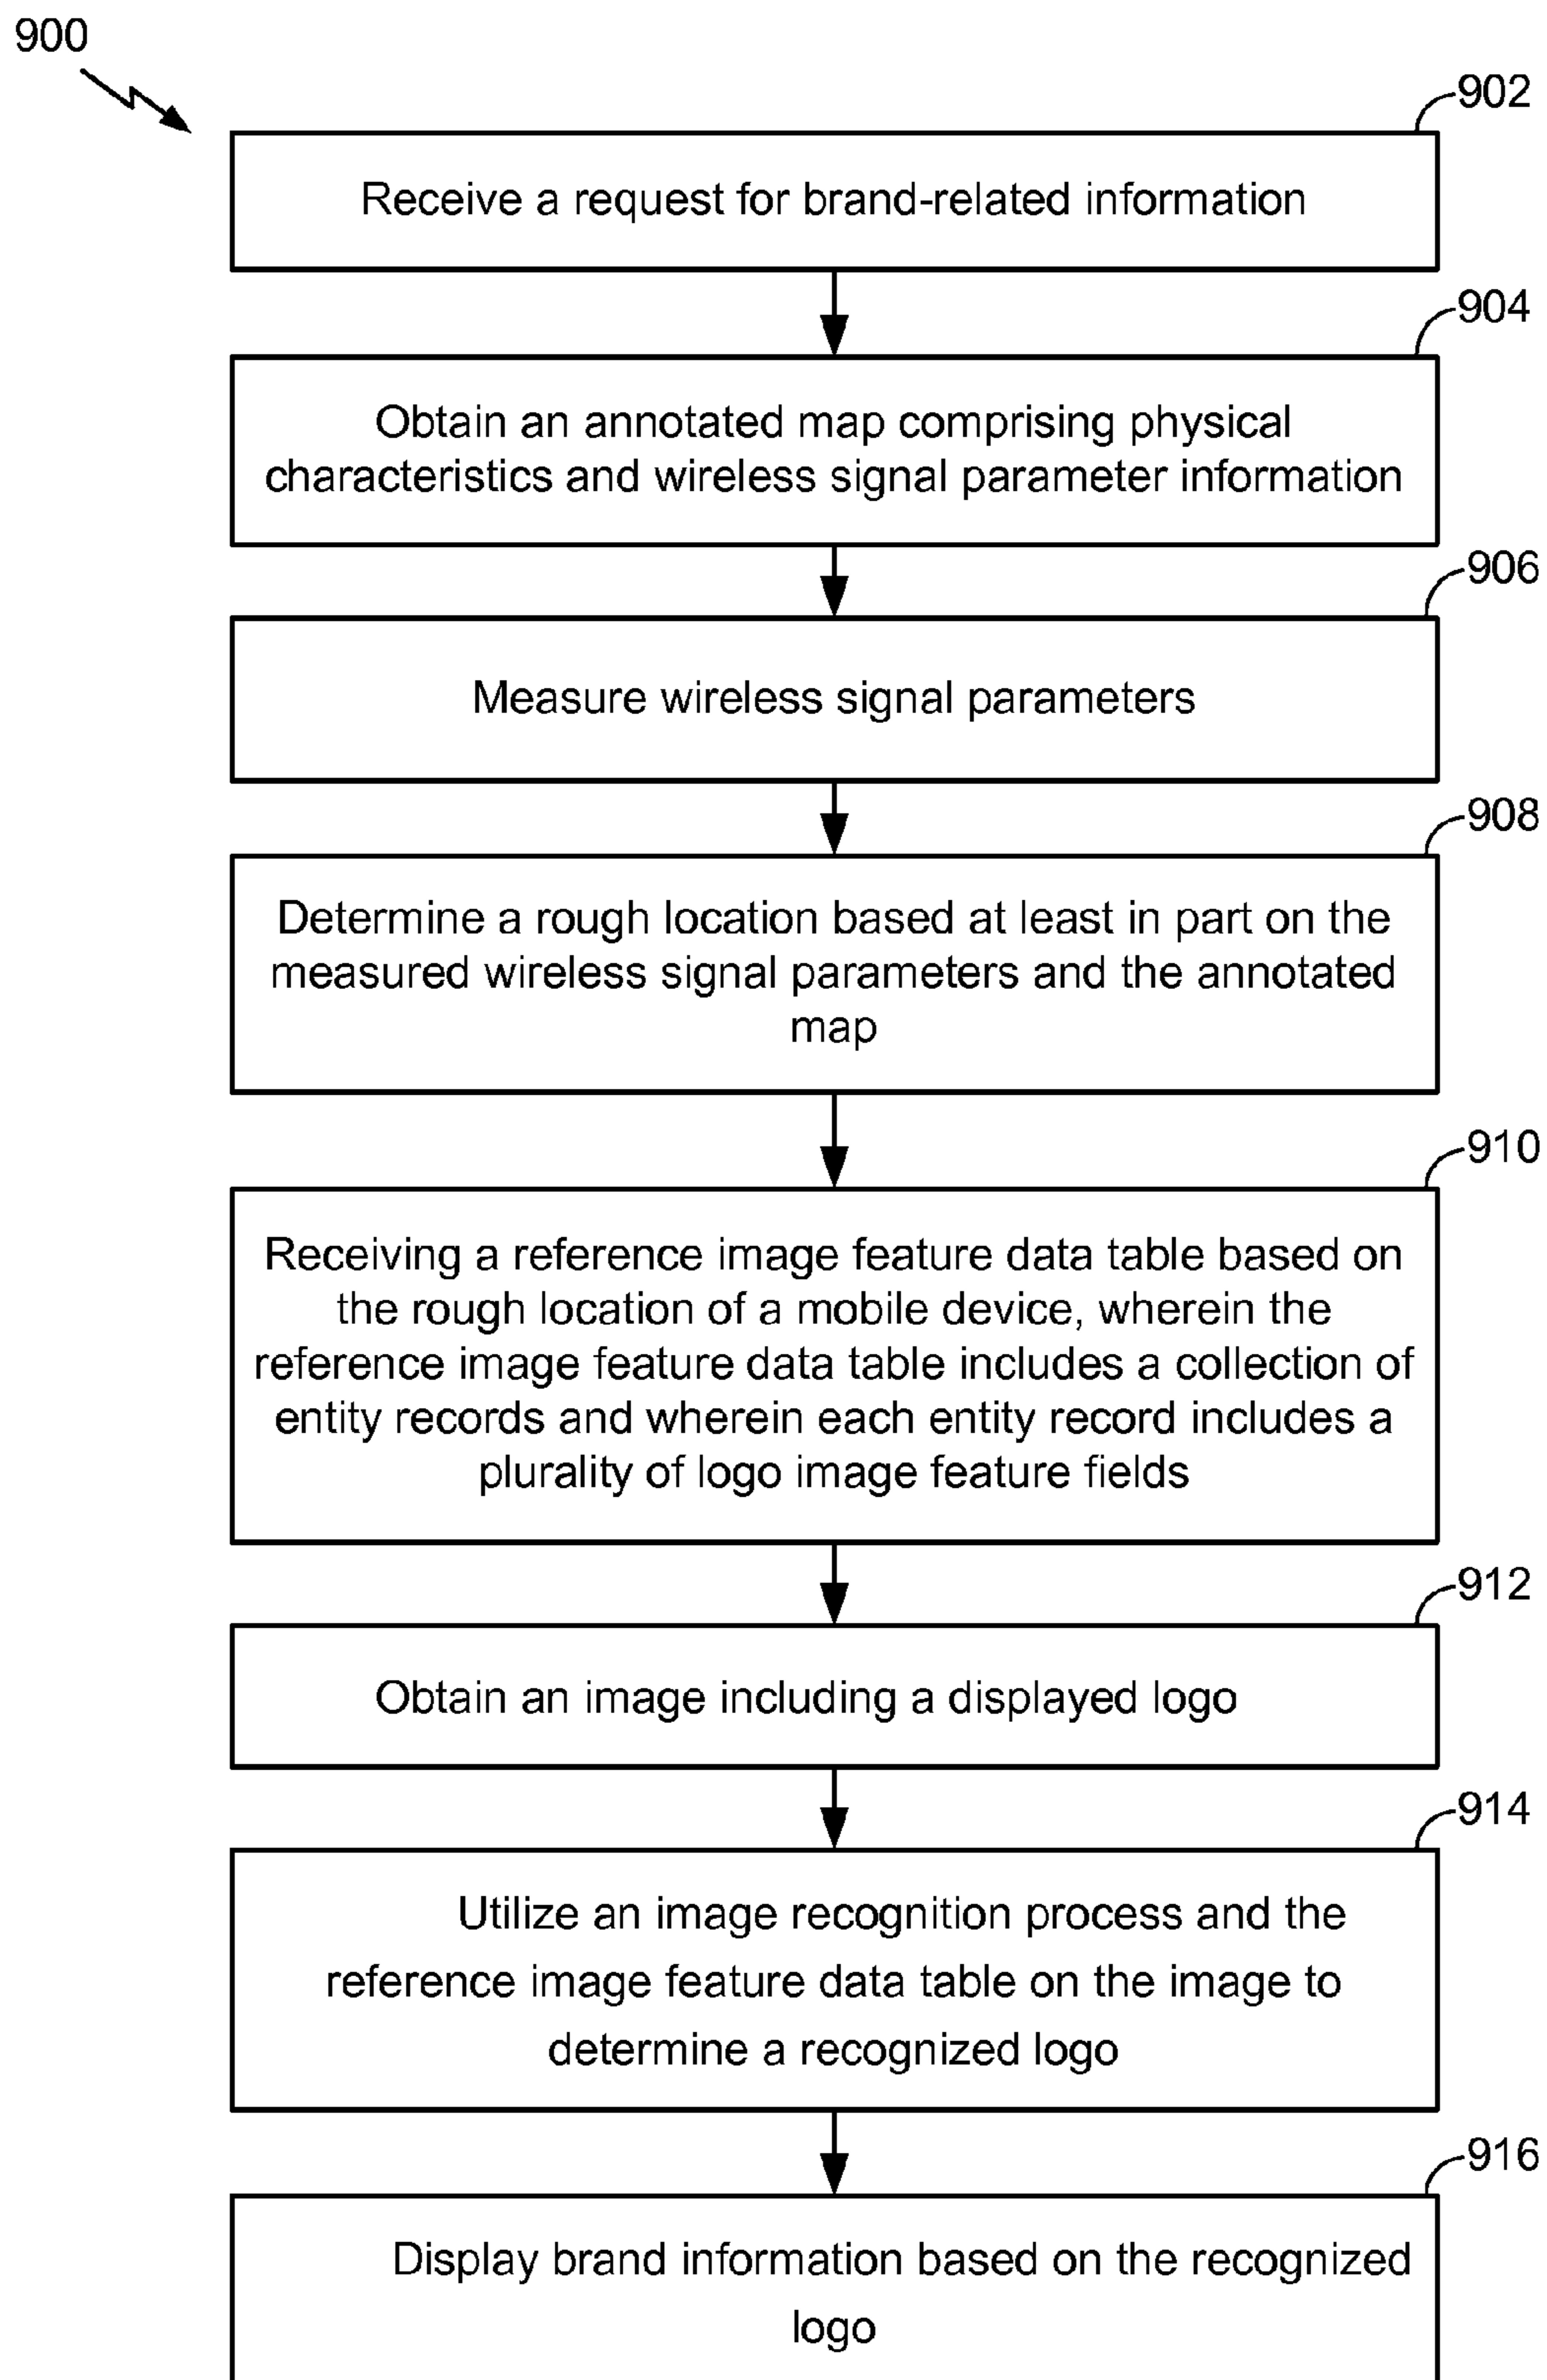 900
902
Receive a request for brand-related information
904
Obtain an annotated map comprising physical
characteristics and wireless signal parameter information
906
Measure wireless signal parameters
908
Determine a rough location based at least in part on the
measured wireless signal parameters and the annotated
map
910
Receiving a reference image feature data table based on
the rough location of a mobile device, wherein the
reference image feature data table includes a collection of
entity records and wherein each entity record includes a
plurality of logo image feature fields
912
Obtain an image including a displayed logo
914
Utilize an image recognition process and the
reference image feature data table on the image to
determine a recognized logo
916
Display brand information based on the recognized
logo